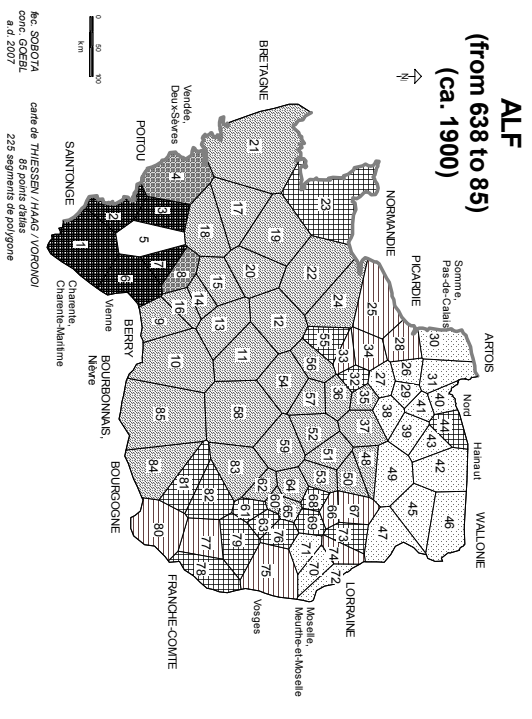 ALF
(from 638 to 85)
(ca. 1900)
N
BRETAGNE
NORMANDIE
PICARDIE
Somme,
Pas-de-Calais
ARTOIS
Nord
Hainaut
WALLONIE
Vendée,
Deux-Sèvres
POITOU
SAINTONGE
Charente,
Charente-Maritime
Vienne
BERRY
BOURBONNAIS,
Nièvre
BOURGOGNE
FRANCHE-COMTE
Vosges
Moselle,
Meurthe-et-Moselle
LORRAINE
1
2
3
4
5
6
7
8
9
10
11
12
13
14
15
16
17
18
19
20
21
22
23
24
25
26
27
28
29
30
31
32
33
34
35
36
37
38
39
40
41
42
43
44
45
46
47
48
49
50
51
52
53
54
55
56
57
58
59
60
61
62
63
64
65
66
67
68
69
70
71
72
73
74
75
76
77
78
79
80
81
82
83
84
85
0 50 100
km
fec. SOBOTA
conc. GOEBL
a.d. 2007
carte de THIESSEN / HAAG / VORONOI
85 points d'atlas
225 segments de polygone